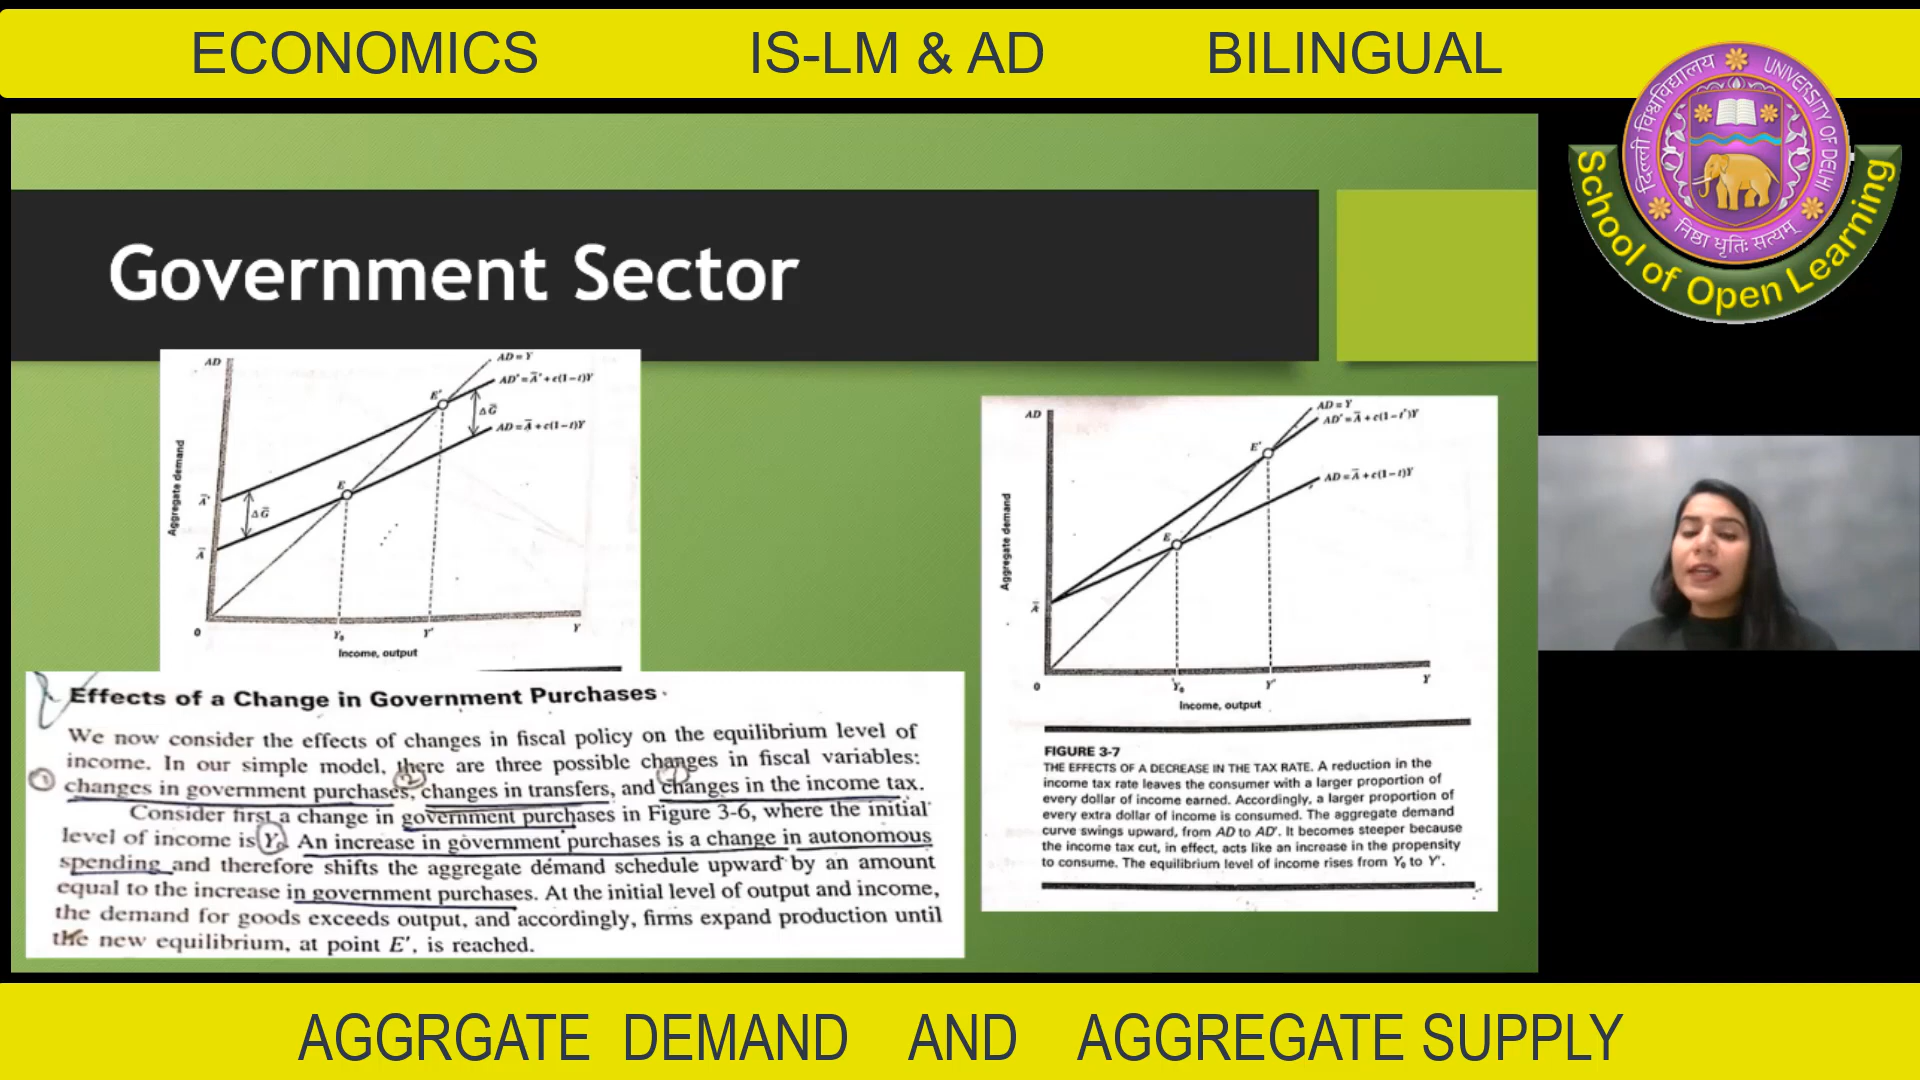 ECONOMICS IS-LM & AD BILINGUAL
दिल्ली विश्वविद्यालय UNIVERSITY OF DELHI
निष्ठा धृतिः सत्यम्
School of Open Learning
Government Sector
AD
AD = Y
AD' = A̅' + c(1 − t)Y
E'
ΔG̅
AD = A̅ + c(1 − t)Y
Aggregate demand
E
A̅'
ΔG̅
A̅
0
Y₀
Y'
Y
Income, output
Effects of a Change in Government Purchases
We now consider the effects of changes in fiscal policy on the equilibrium level of
income. In our simple model, there are three possible changes in fiscal variables:
changes in government purchases, changes in transfers, and changes in the income tax.
Consider first a change in government purchases in Figure 3-6, where the initial
level of income is Y₀. An increase in government purchases is a change in autonomous
spending and therefore shifts the aggregate demand schedule upward by an amount
equal to the increase in government purchases. At the initial level of output and income,
the demand for goods exceeds output, and accordingly, firms expand production until
the new equilibrium, at point E', is reached.
AD
AD = Y
AD' = A̅ + c(1 − t')Y
E'
AD = A̅ + c(1 − t)Y
Aggregate demand
E
A̅
0
Y₀
Y'
Y
Income, output
FIGURE 3-7
THE EFFECTS OF A DECREASE IN THE TAX RATE. A reduction in the
income tax rate leaves the consumer with a larger proportion of
every dollar of income earned. Accordingly, a larger proportion of
every extra dollar of income is consumed. The aggregate demand
curve swings upward, from AD to AD'. It becomes steeper because
the income tax cut, in effect, acts like an increase in the propensity
to consume. The equilibrium level of income rises from Y₀ to Y'.
AGGRGATE DEMAND AND AGGREGATE SUPPLY